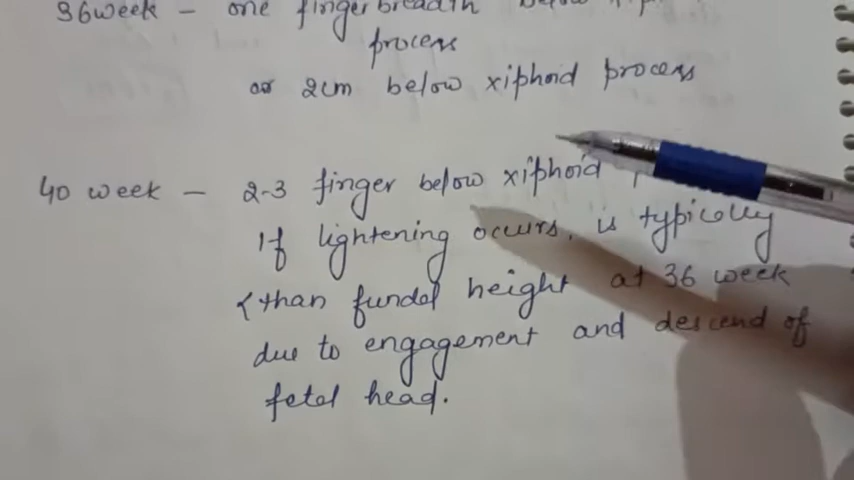 36week - one fingerbreadth below
process
or 2cm below xiphoid process
40 week - 2-3 finger below xiphoid
If lightening occurs, is typically
< than fundal height at 36 week
due to engagement and descend of
fetal head.